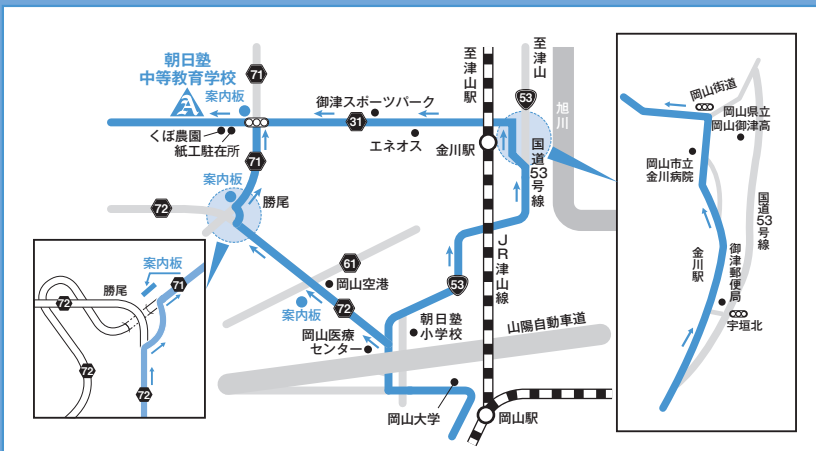 朝日塾
中等教育学校
案内板
71
御津スポーツパーク
31
エネオス
くぼ農園
紙工駐在所
71
案内板
勝尾
72
至津山駅
金川駅
至津山
53
国道53号線
旭川
JR津山線
61
岡山空港
72
案内板
53
岡山医療
センター
朝日塾
小学校
山陽自動車道
岡山大学
岡山駅
案内板
勝尾
71
72
72
72
岡山街道
岡山県立
岡山御津高
岡山市立
金川病院
国道53号線
金川駅
御津郵便局
宇垣北